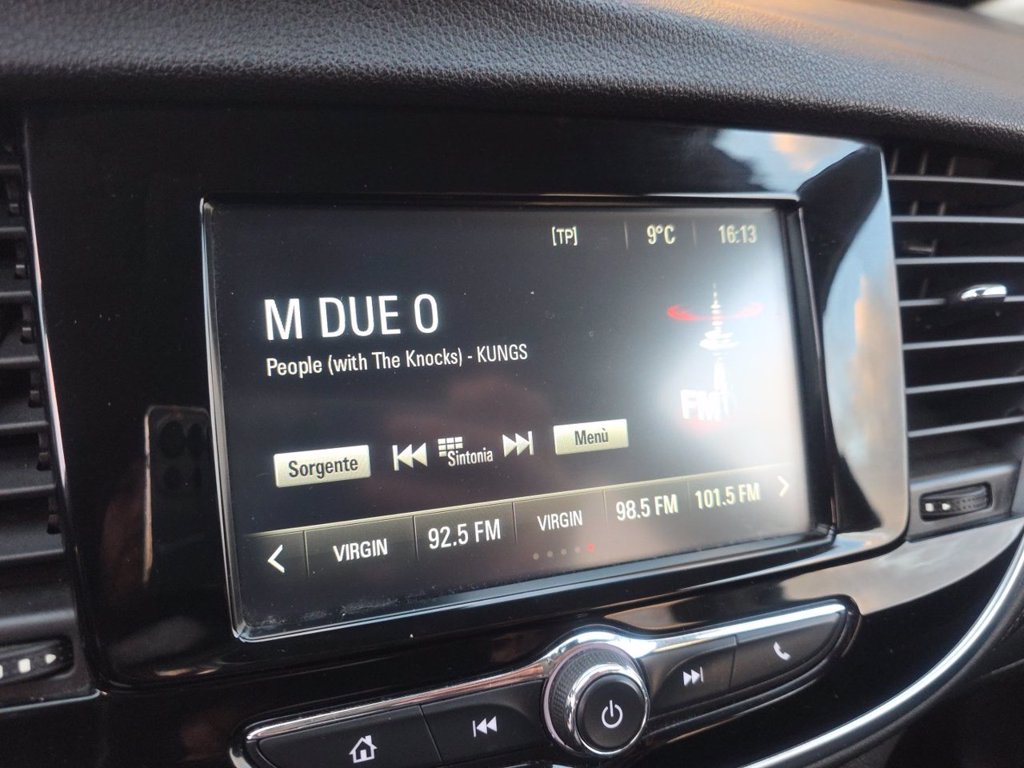 [TP] 9°C 16:13
M DUE O
People (with The Knocks) - KUNGS
FM
Sorgente Sintonia Menù
VIRGIN 92.5 FM VIRGIN 98.5 FM 101.5 FM